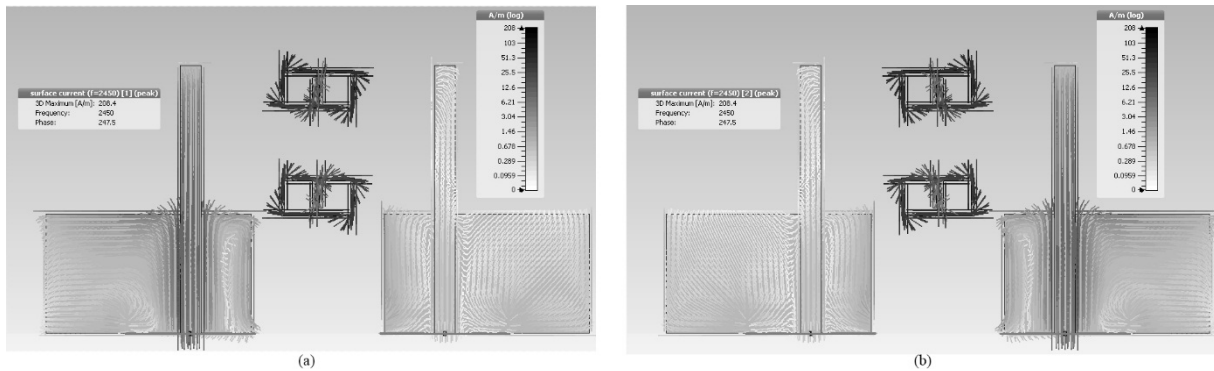 A/m (log)
208
103
51.3
25.5
12.6
6.21
3.04
1.46
0.678
0.289
0.0959
0
surface current (f=2450) [1] (peak)
3D Maximum [A/m]: 208.4
Frequency: 2450
Phase: 247.5
(a)
A/m (log)
208
103
51.3
25.5
12.6
6.21
3.04
1.46
0.678
0.289
0.0959
0
surface current (f=2450) [2] (peak)
3D Maximum [A/m]: 208.4
Frequency: 2450
Phase: 247.5
(b)